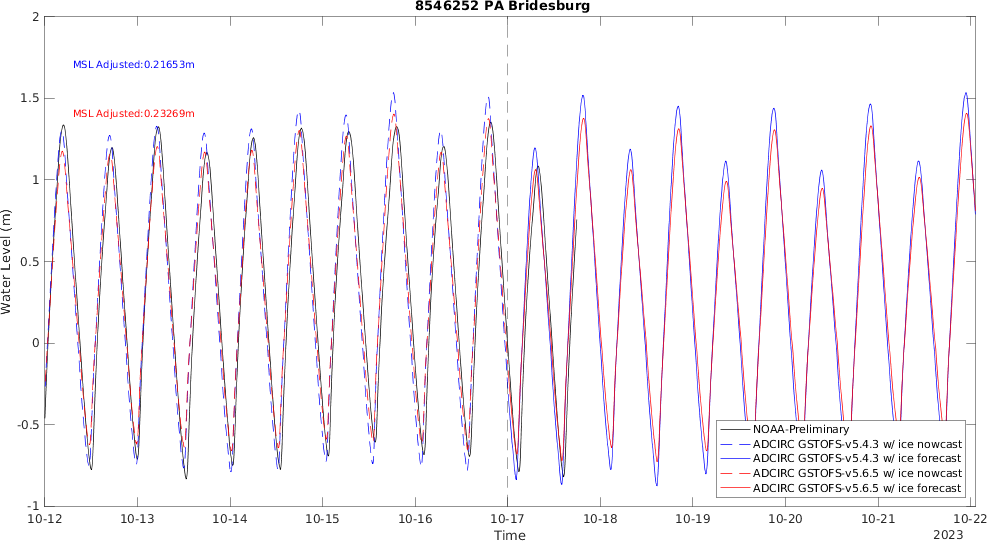 8546252 PA Bridesburg
2
1.5
1
0.5
0
-0.5
-1
Water Level (m)
MSL Adjusted:0.21653m
MSL Adjusted:0.23269m
NOAA-Preliminary
ADCIRC GSTOFS-v5.4.3 w/ ice nowcast
ADCIRC GSTOFS-v5.4.3 w/ ice forecast
ADCIRC GSTOFS-v5.6.5 w/ ice nowcast
ADCIRC GSTOFS-v5.6.5 w/ ice forecast
10-12 10-13 10-14 10-15 10-16 10-17 10-18 10-19 10-20 10-21 10-22
Time
2023